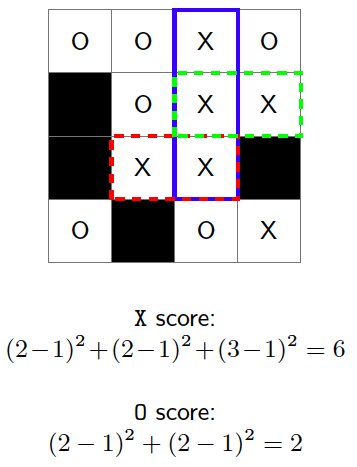 O O X O
O X X
X X
O O X
X score:
(2−1)²+(2−1)²+(3−1)² = 6
O score:
(2 − 1)² + (2 − 1)² = 2